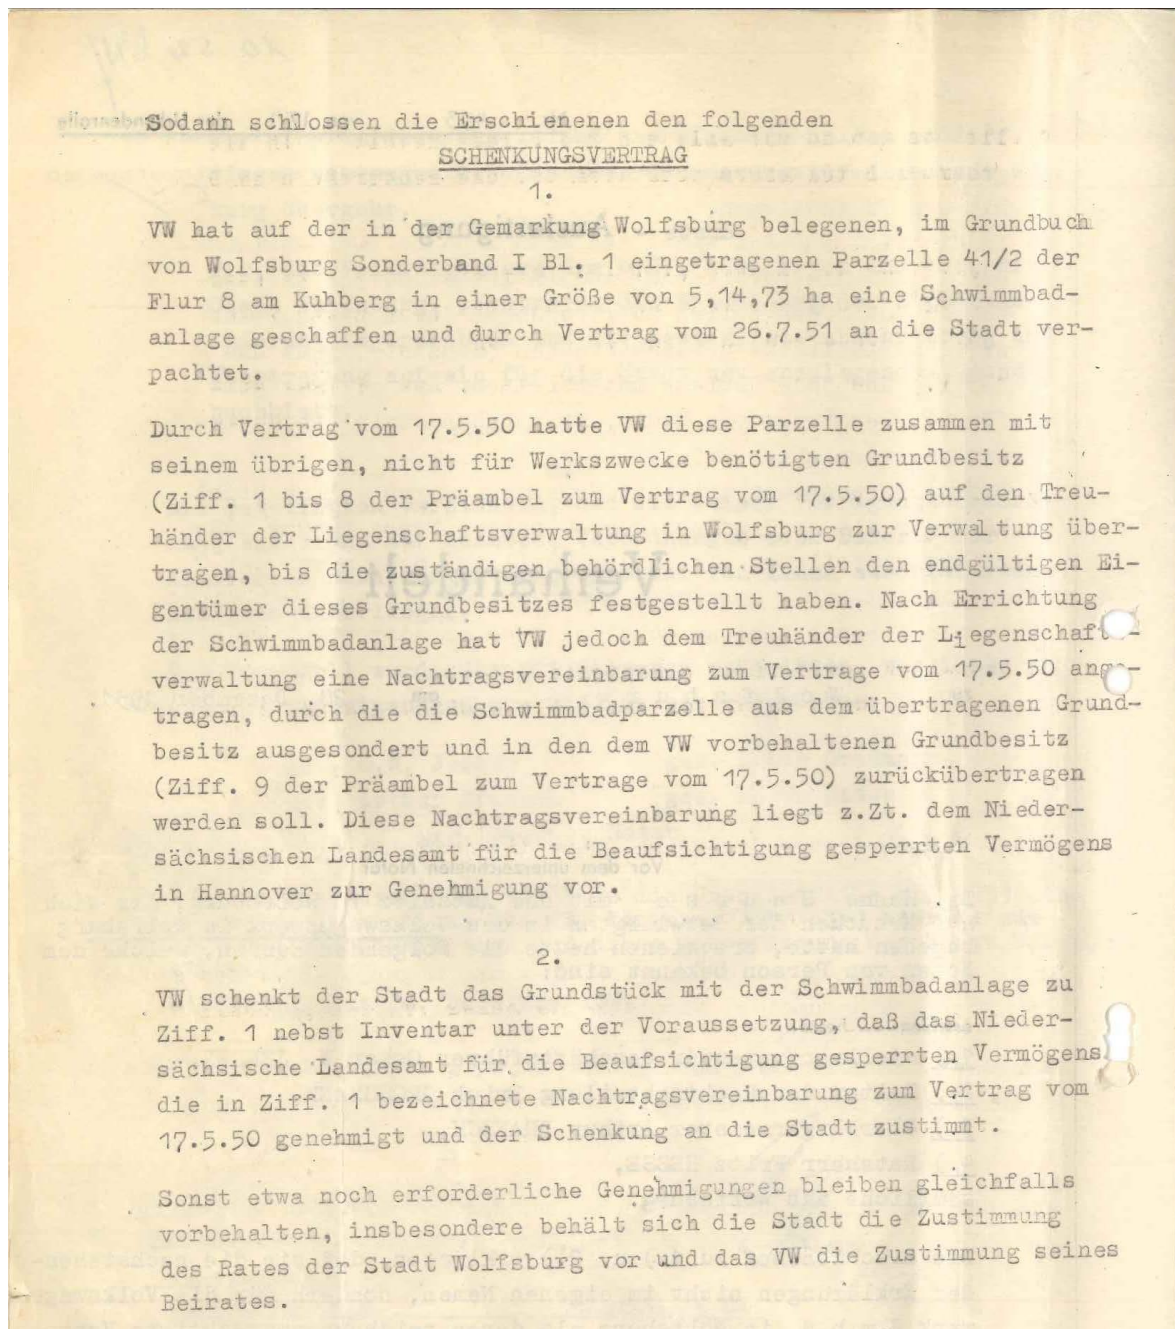 Sodann schlossen die Erschienenen den folgenden
SCHENKUNGSVERTRAG
1.
VW hat auf der in der Gemarkung Wolfsburg belegenen, im Grundbuch
von Wolfsburg Sonderband I Bl. 1 eingetragenen Parzelle 41/2 der
Flur 8 am Kuhberg in einer Größe von 5,14,73 ha eine Schwimmbad-
anlage geschaffen und durch Vertrag vom 26.7.51 an die Stadt ver-
pachtet.
Durch Vertrag vom 17.5.50 hatte VW diese Parzelle zusammen mit
seinem übrigen, nicht für Werkszwecke benötigten Grundbesitz
(Ziff. 1 bis 8 der Präambel zum Vertrag vom 17.5.50) auf den Treu-
händer der Liegenschaftsverwaltung in Wolfsburg zur Verwaltung über-
tragen, bis die zuständigen behördlichen Stellen den endgültigen Ei-
gentümer dieses Grundbesitzes festgestellt haben. Nach Errichtung
der Schwimmbadanlage hat VW jedoch dem Treuhänder der Liegenschaft-
verwaltung eine Nachtragsvereinbarung zum Vertrage vom 17.5.50 ange-
tragen, durch die die Schwimmbadparzelle aus dem übertragenen Grund-
besitz ausgesondert und in den dem VW vorbehaltenen Grundbesitz
(Ziff. 9 der Präambel zum Vertrage vom 17.5.50) zurückübertragen
werden soll. Diese Nachtragsvereinbarung liegt z.Zt. dem Nieder-
sächsischen Landesamt für die Beaufsichtigung gesperrten Vermögens
in Hannover zur Genehmigung vor.
2.
VW schenkt der Stadt das Grundstück mit der Schwimmbadanlage zu
Ziff. 1 nebst Inventar unter der Voraussetzung, daß das Nieder-
sächsische Landesamt für die Beaufsichtigung gesperrten Vermögens
die in Ziff. 1 bezeichnete Nachtragsvereinbarung zum Vertrag vom
17.5.50 genehmigt und der Schenkung an die Stadt zustimmt.
Sonst etwa noch erforderliche Genehmigungen bleiben gleichfalls
vorbehalten, insbesondere behält sich die Stadt die Zustimmung
des Rates der Stadt Wolfsburg vor und das VW die Zustimmung seines
Beirates.